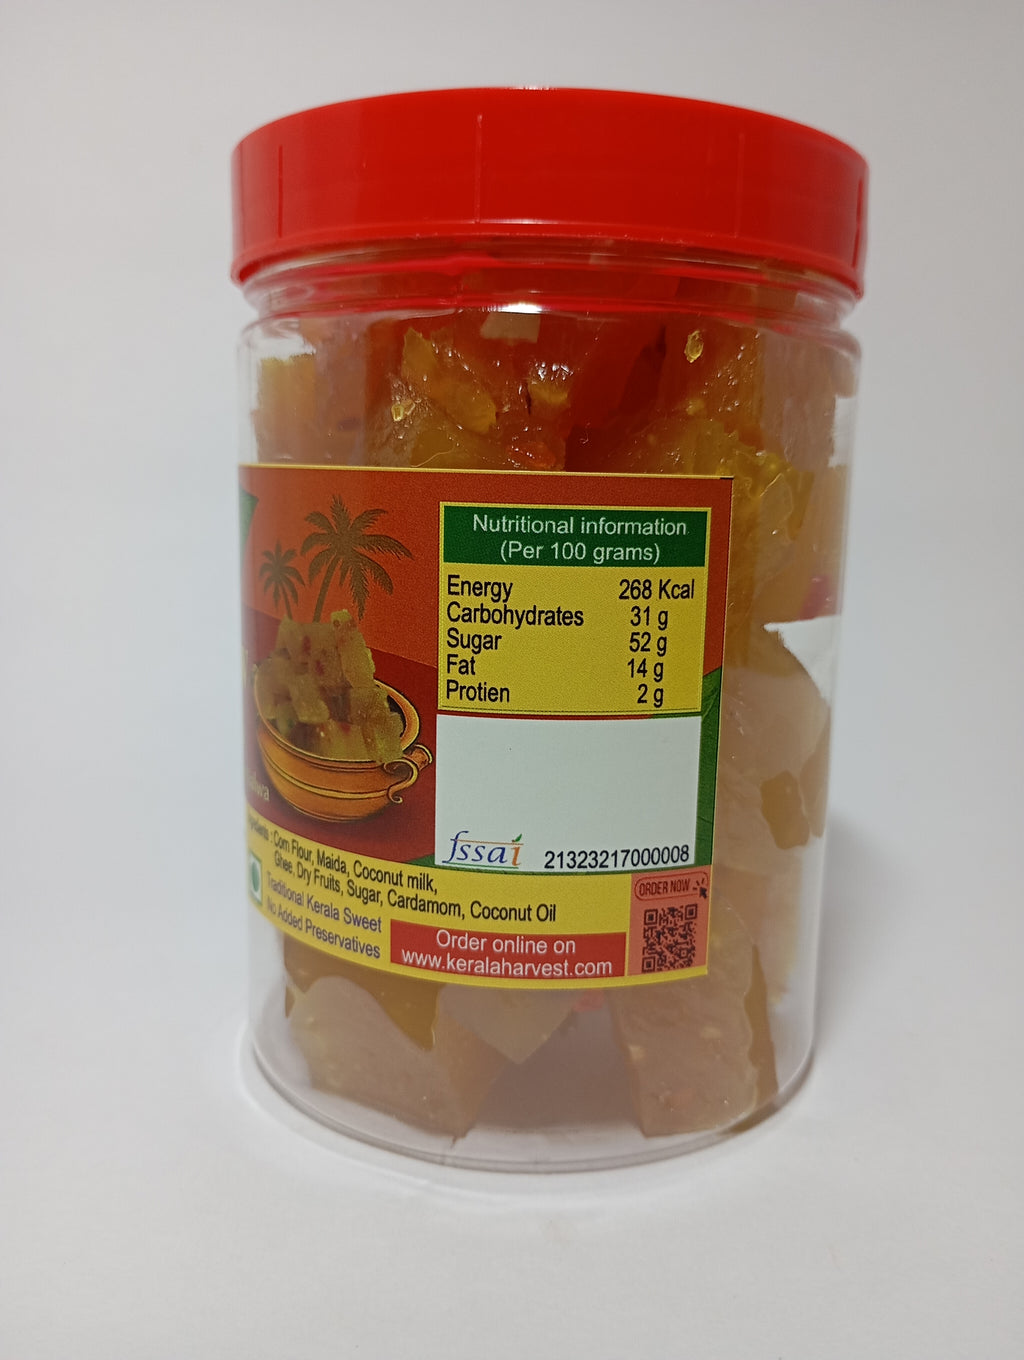 Nutritional information
(Per 100 grams)
Energy 268 Kcal
Carbohydrates 31 g
Sugar 52 g
Fat 14 g
Protien 2 g
fssai 21323217000008
: Corn Flour, Maida, Coconut milk,
Ghee, Dry Fruits, Sugar, Cardamom, Coconut Oil
Traditional Kerala Sweet
No Added Preservatives
ORDER NOW
Order online on
www.keralaharvest.com